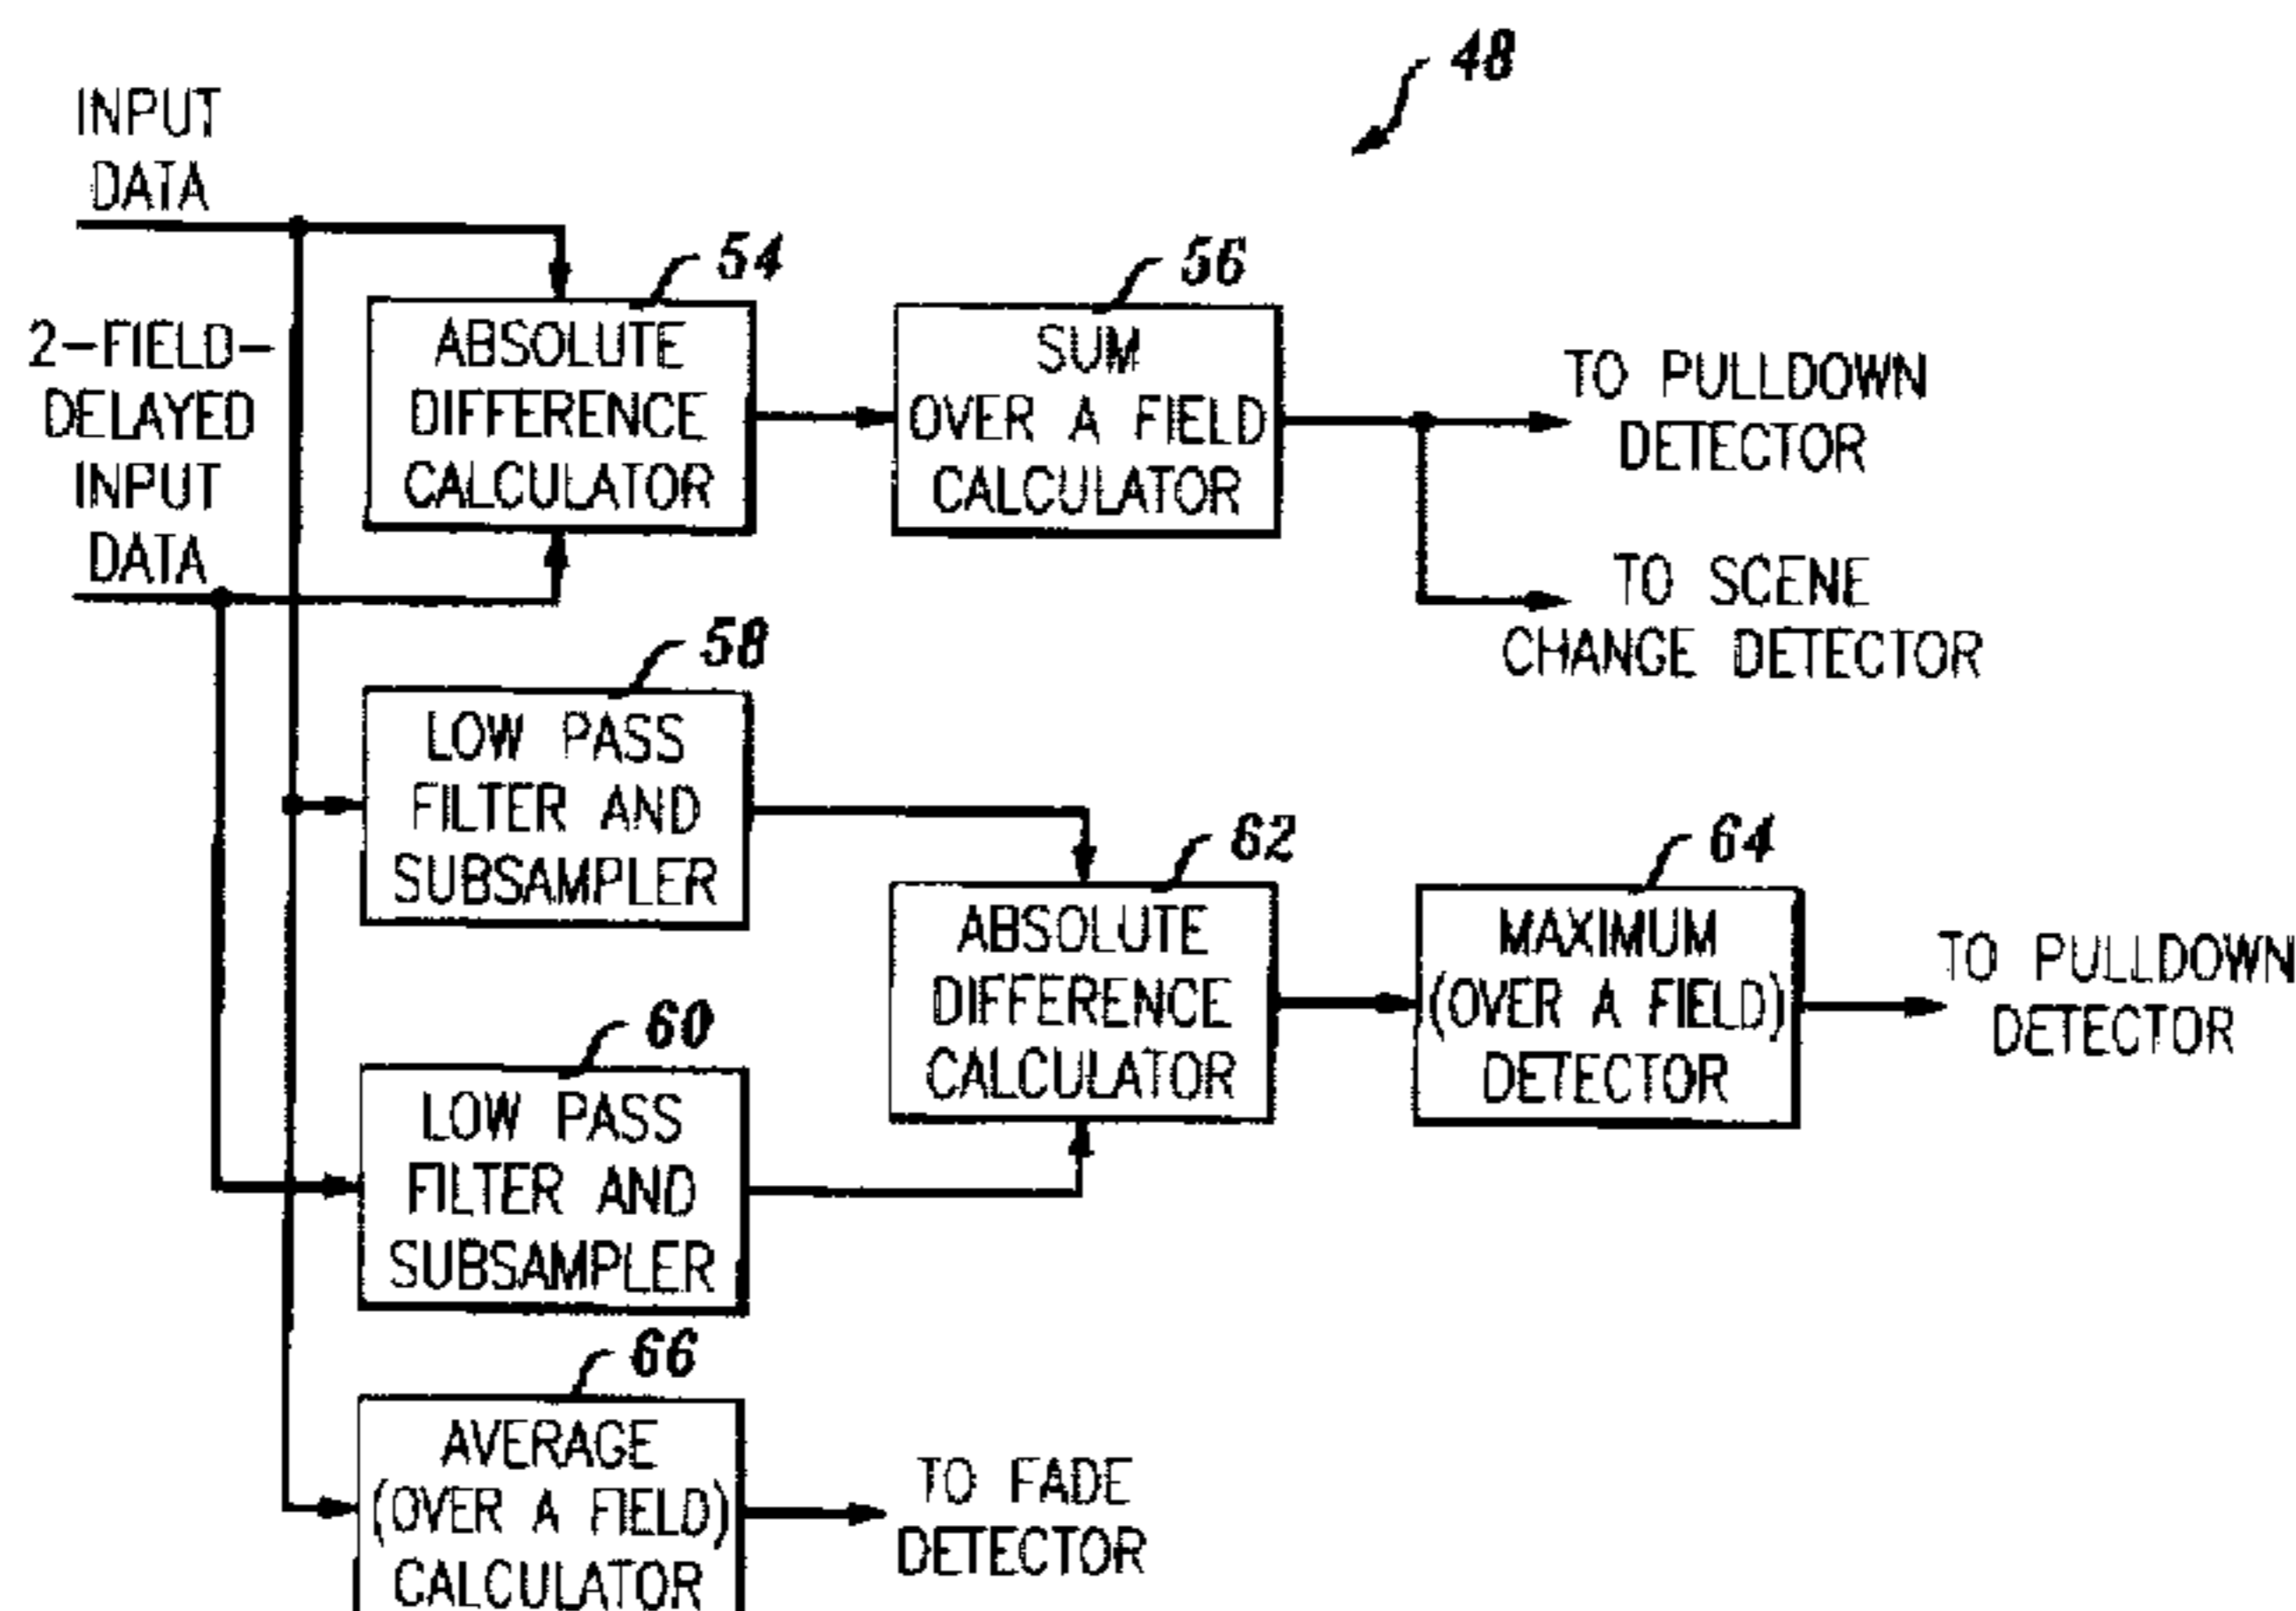 48
INPUT
DATA
54
ABSOLUTE
DIFFERENCE
CALCULATOR
56
SUM
OVER A FIELD
CALCULATOR
TO PULLDOWN
DETECTOR
TO SCENE
CHANGE DETECTOR
2-FIELD-
DELAYED
INPUT
DATA
58
LOW PASS
FILTER AND
SUBSAMPLER
62
ABSOLUTE
DIFFERENCE
CALCULATOR
64
MAXIMUM
(OVER A FIELD)
DETECTOR
TO PULLDOWN
DETECTOR
60
LOW PASS
FILTER AND
SUBSAMPLER
66
AVERAGE
(OVER A FIELD)
CALCULATOR
TO FADE
DETECTOR